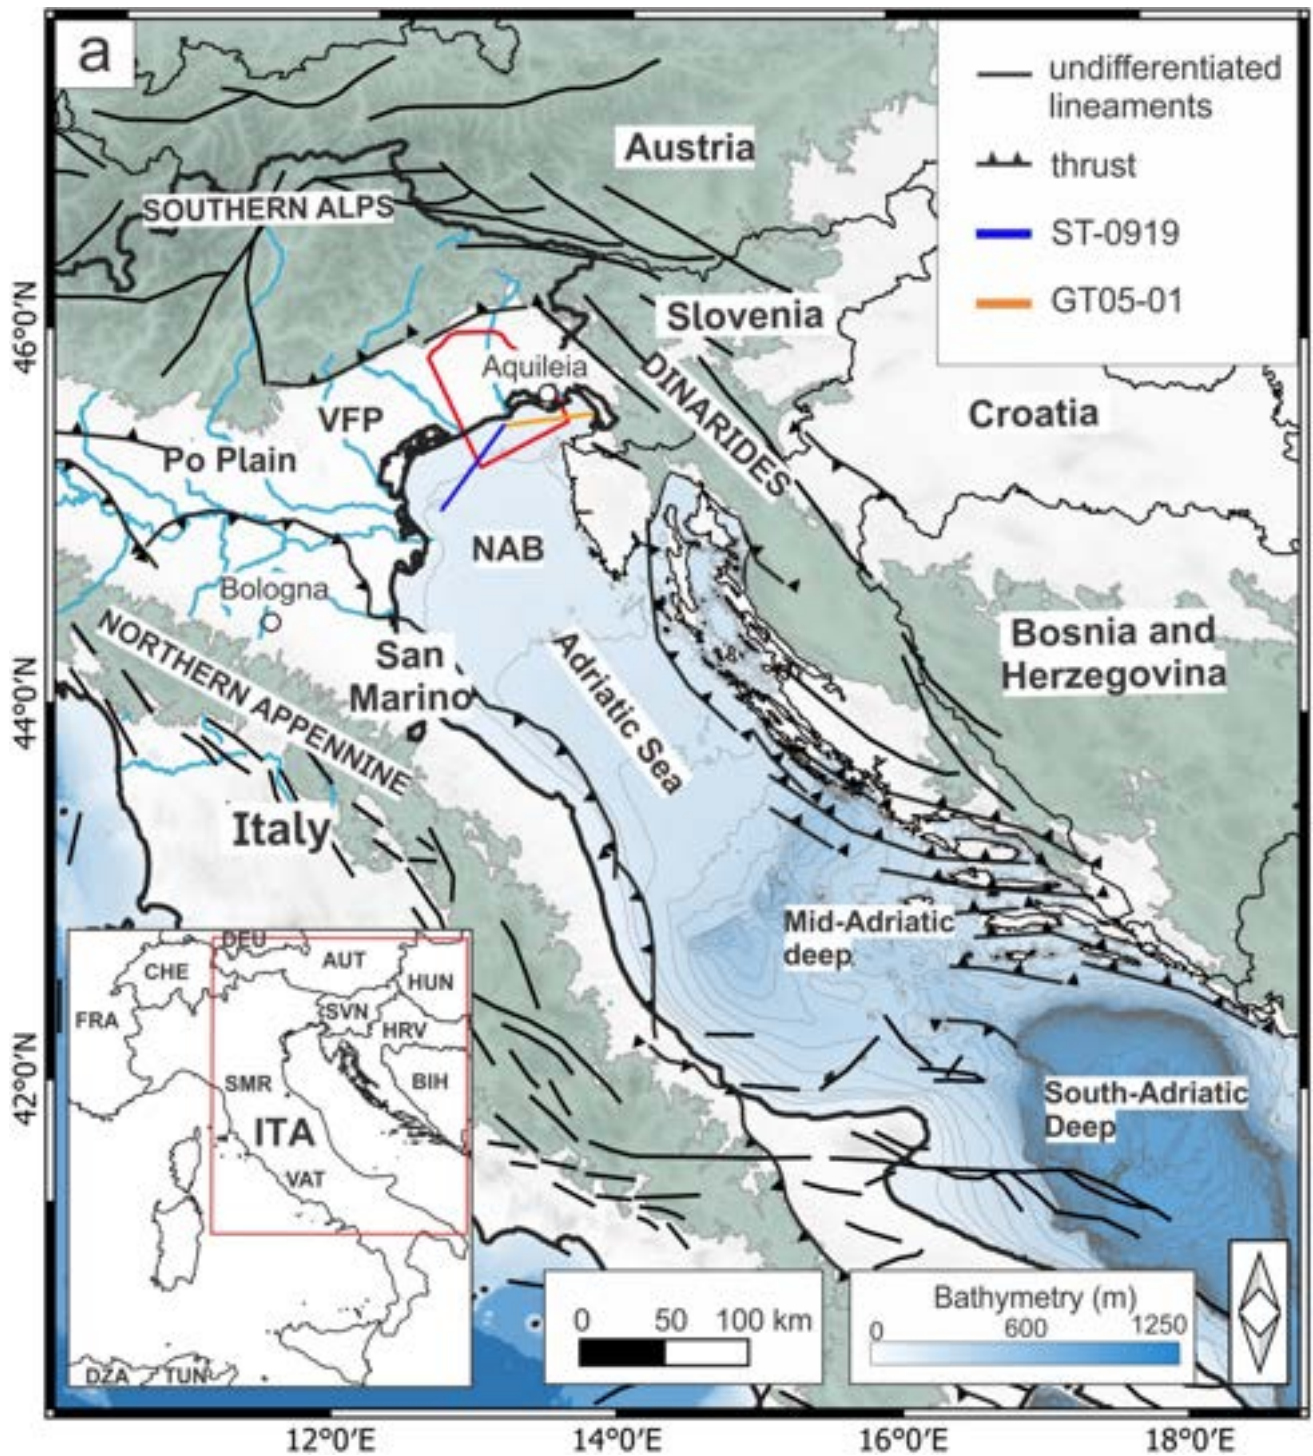 a
undifferentiated
lineaments
thrust
ST-0919
GT05-01
Austria
SOUTHERN ALPS
Slovenia
Aquileia
DINARIDES
Croatia
VFP
Po Plain
NAB
Bologna
NORTHERN APPENNINE
San
Marino
Adriatic Sea
Bosnia and
Herzegovina
Italy
Mid-Adriatic
deep
South-Adriatic
Deep
DEU
CHE
AUT
HUN
FRA
SVN
HRV
SMR
BIH
ITA
VAT
DZA
TUN
0 50 100 km
Bathymetry (m)
0 600 1250
46°0'N
44°0'N
42°0'N
12°0'E
14°0'E
16°0'E
18°0'E